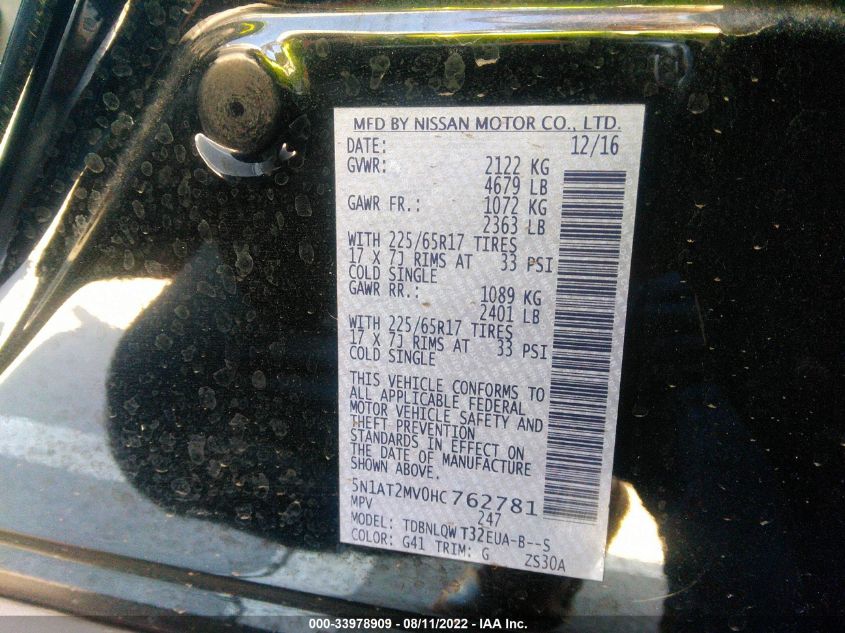 MFD BY NISSAN MOTOR CO., LTD.
DATE: 12/16
GVWR: 2122 KG
4679 LB
GAWR FR.: 1072 KG
2363 LB
WITH 225/65R17 TIRES
17 X 7J RIMS AT 33 PSI
COLD SINGLE
GAWR RR.: 1089 KG
2401 LB
WITH 225/65R17 TIRES
17 X 7J RIMS AT 33 PSI
COLD SINGLE
THIS VEHICLE CONFORMS TO
ALL APPLICABLE FEDERAL
MOTOR VEHICLE SAFETY AND
THEFT PREVENTION
STANDARDS IN EFFECT ON
THE DATE OF MANUFACTURE
SHOWN ABOVE.
5N1AT2MV0HC762781
MPV 247
MODEL: TDBNLQW T32EUA-B--S
COLOR: G41 TRIM: G ZS30A
000-33978909 - 08/11/2022 - IAA Inc.